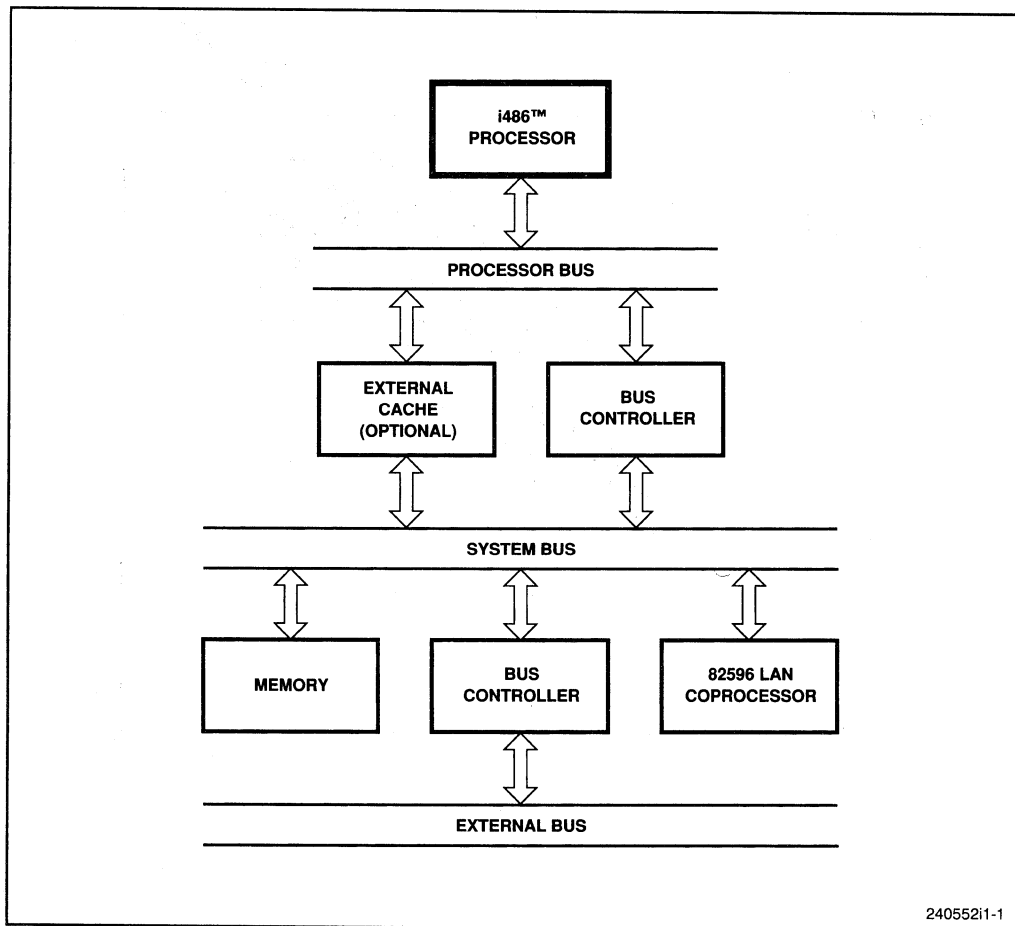 i486™
PROCESSOR
PROCESSOR BUS
EXTERNAL
CACHE
(OPTIONAL)
BUS
CONTROLLER
SYSTEM BUS
MEMORY
BUS
CONTROLLER
82596 LAN
COPROCESSOR
EXTERNAL BUS
240552i1-1